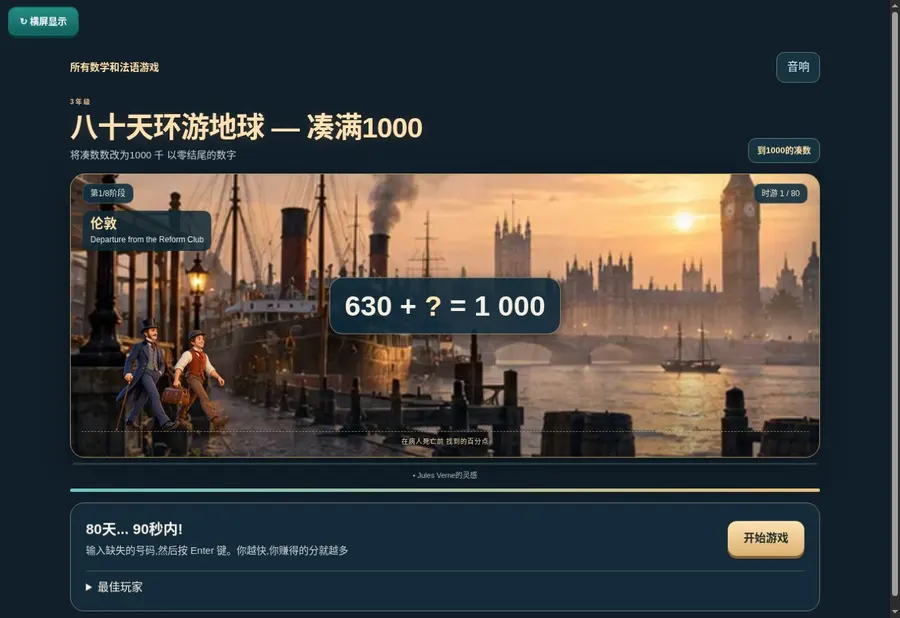 ↻ 横屏显示
所有数学和法语游戏
音响
3年级
八十天环游地球 — 凑满1000
将凑数数改为1000 千 以零结尾的数字
到1000的凑数
第1/8阶段
时游 1 / 80
伦敦
Departure from the Reform Club
630 + ? = 1 000
在病人死亡前 找到的百分点
• Jules Verne的灵感
80天... 90秒内!
输入缺失的号码,然后按 Enter 键。你越快,你赚得的分就越多
开始游戏
▶ 最佳玩家